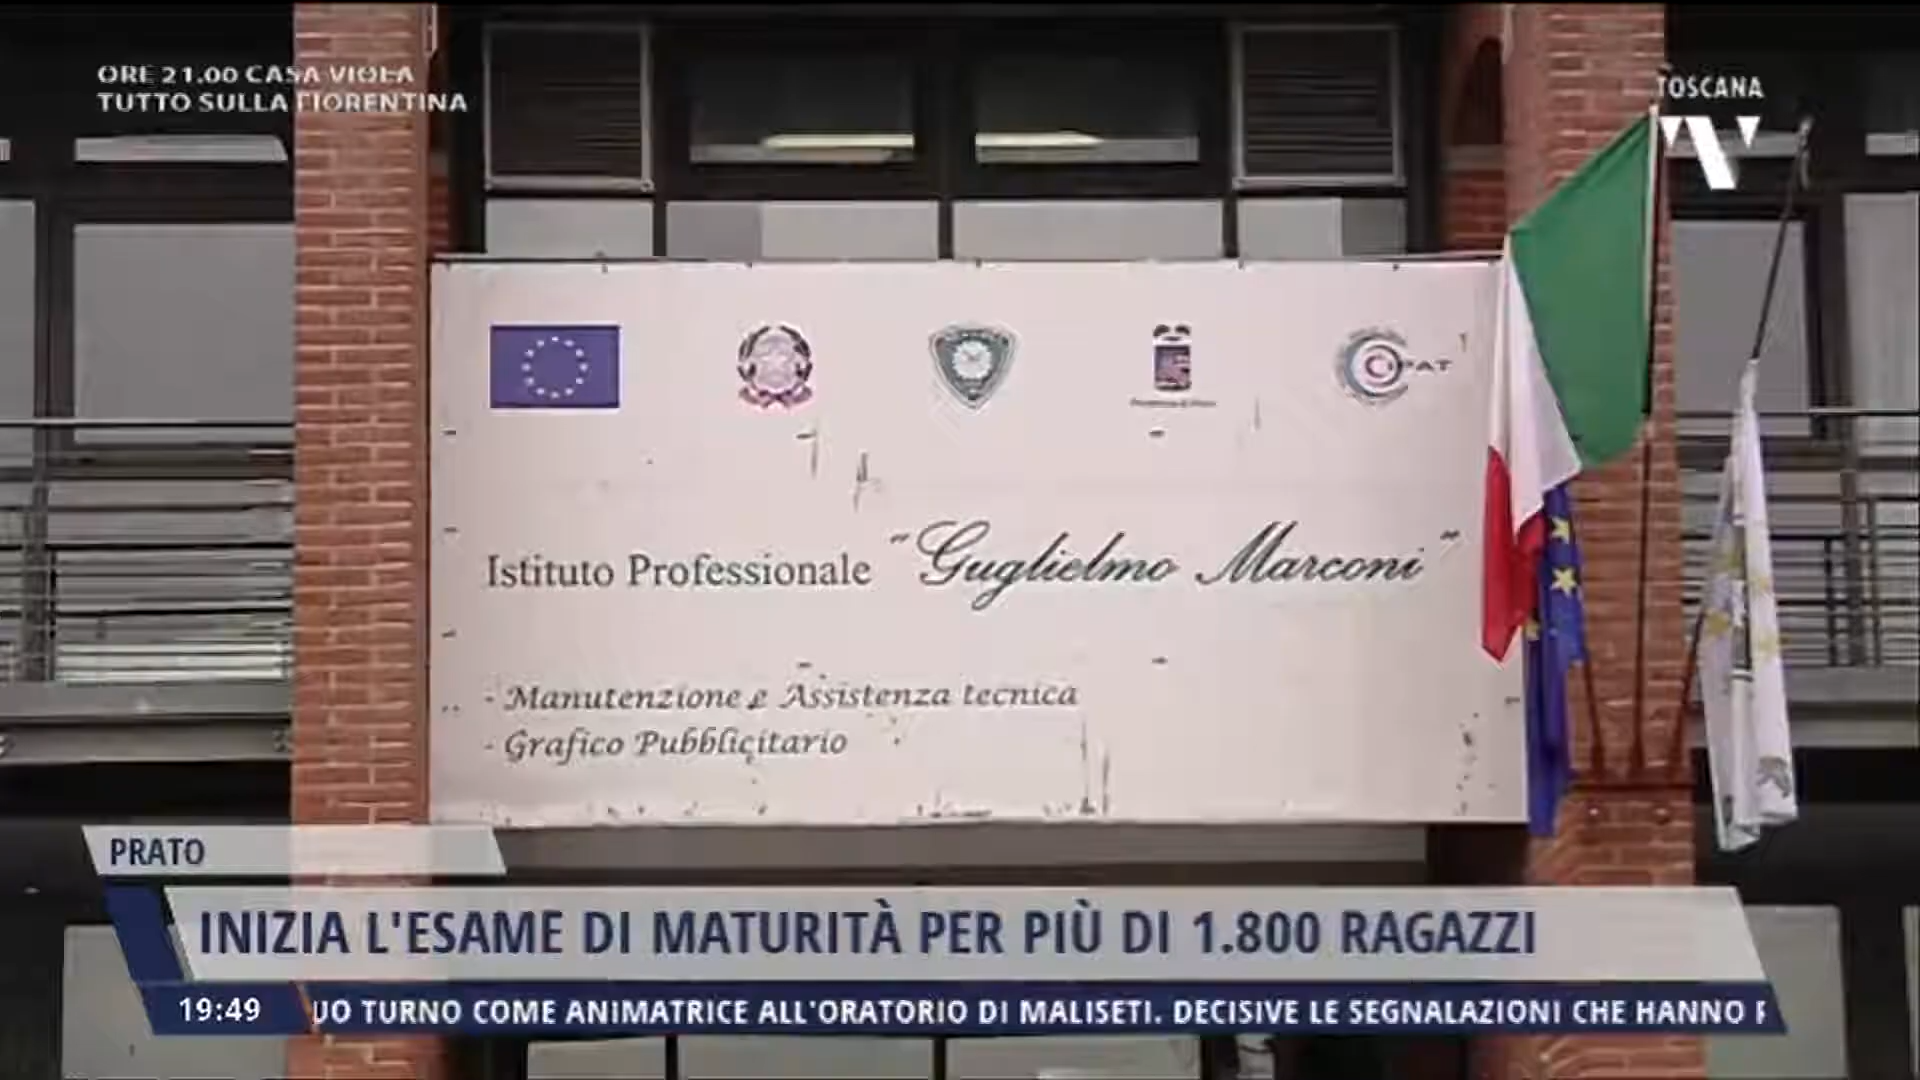 ORE 21.00 CASA VIOLA
TUTTO SULLA FIORENTINA
TOSCANA
TV
Istituto Professionale "Guglielmo Marconi"
- Manutenzione e Assistenza tecnica
- Grafico Pubblicitario
PRATO
INIZIA L'ESAME DI MATURITÀ PER PIÙ DI 1.800 RAGAZZI
19:49
UO TURNO COME ANIMATRICE ALL'ORATORIO DI MALISETI. DECISIVE LE SEGNALAZIONI CHE HANNO